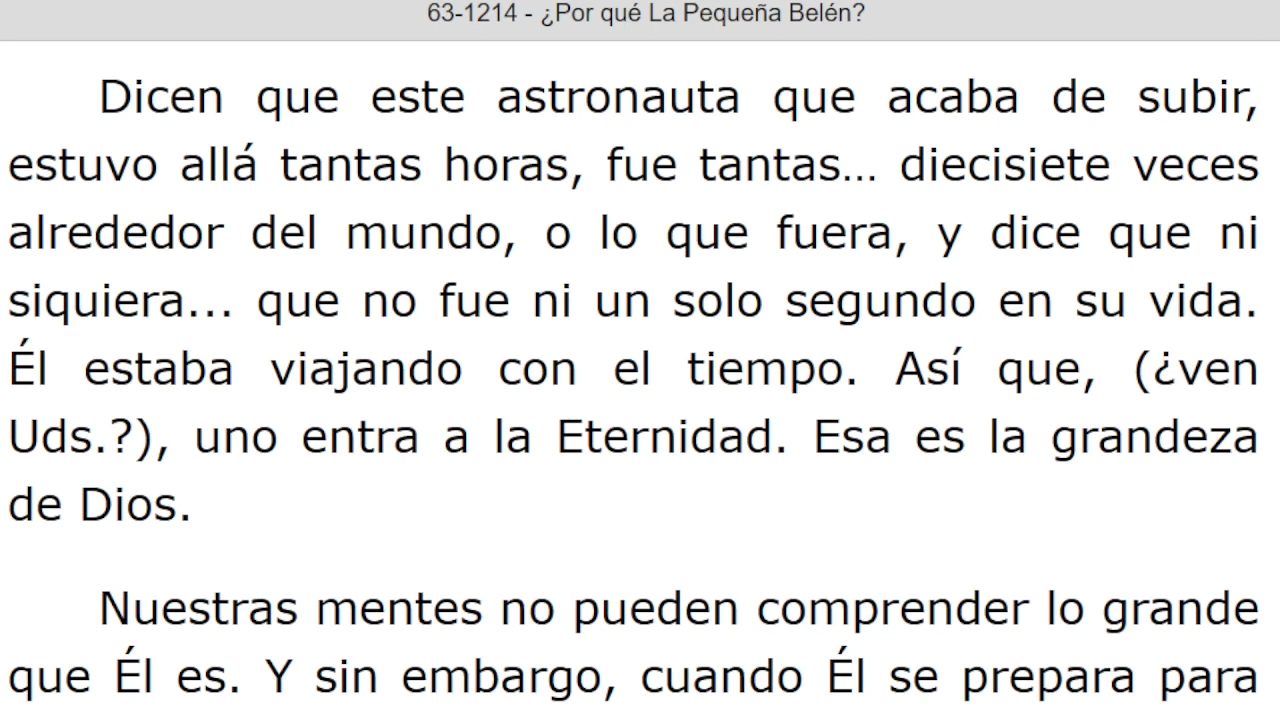 63-1214 - ¿Por qué La Pequeña Belén?
Dicen que este astronauta que acaba de subir,
estuvo allá tantas horas, fue tantas... diecisiete veces
alrededor del mundo, o lo que fuera, y dice que ni
siquiera... que no fue ni un solo segundo en su vida.
Él estaba viajando con el tiempo. Así que, (¿ven
Uds.?), uno entra a la Eternidad. Esa es la grandeza
de Dios.
Nuestras mentes no pueden comprender lo grande
que Él es. Y sin embargo, cuando Él se prepara para